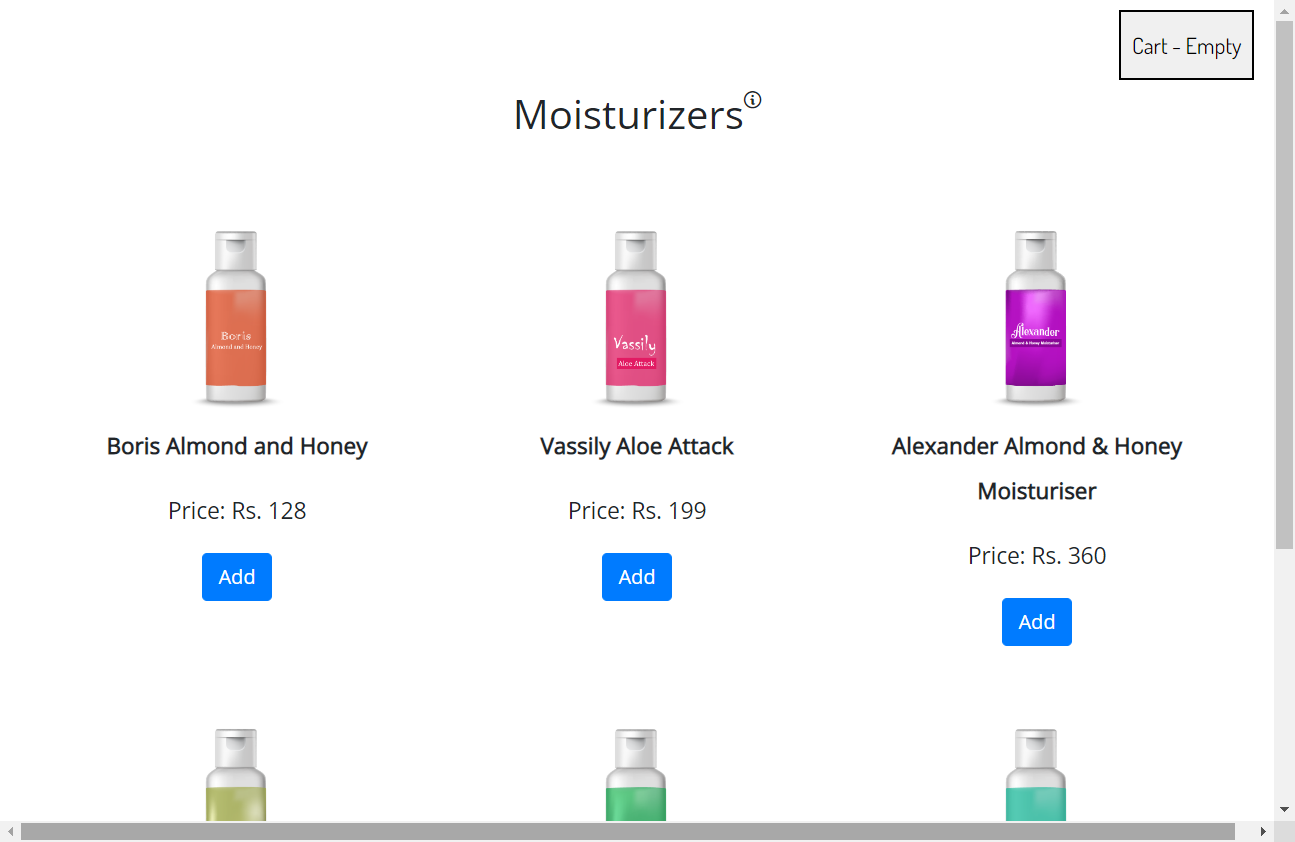 Cart - Empty
Moisturizers
Boris
Almond and Honey
Vassily
Aloe Attack
Alexander
Almond & Honey Moisturiser
Boris Almond and Honey
Vassily Aloe Attack
Alexander Almond & Honey
Moisturiser
Price: Rs. 128
Price: Rs. 199
Price: Rs. 360
Add
Add
Add